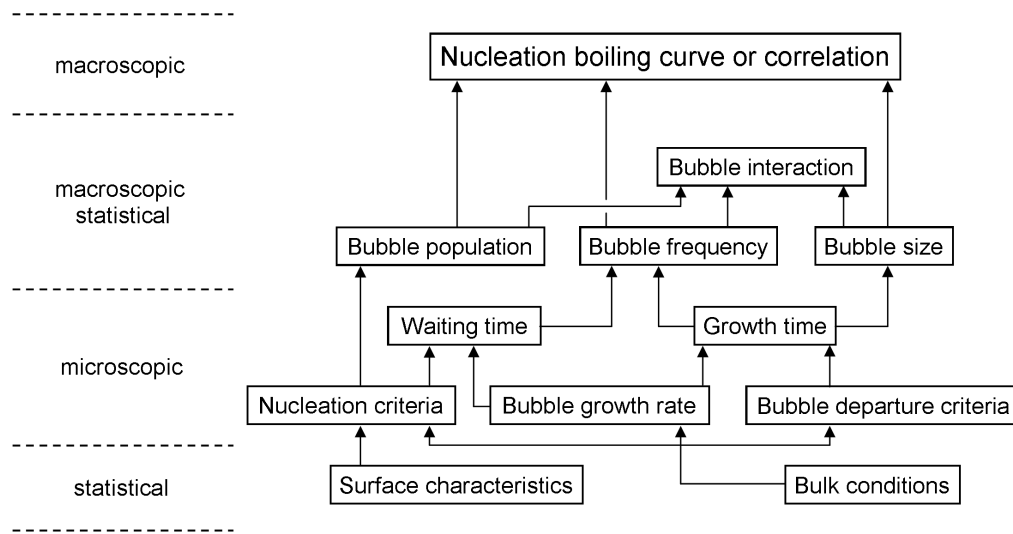 macroscopic
Nucleation boiling curve or correlation
macroscopic
statistical
Bubble interaction
Bubble population
Bubble frequency
Bubble size
microscopic
Waiting time
Growth time
Nucleation criteria
Bubble growth rate
Bubble departure criteria
statistical
Surface characteristics
Bulk conditions